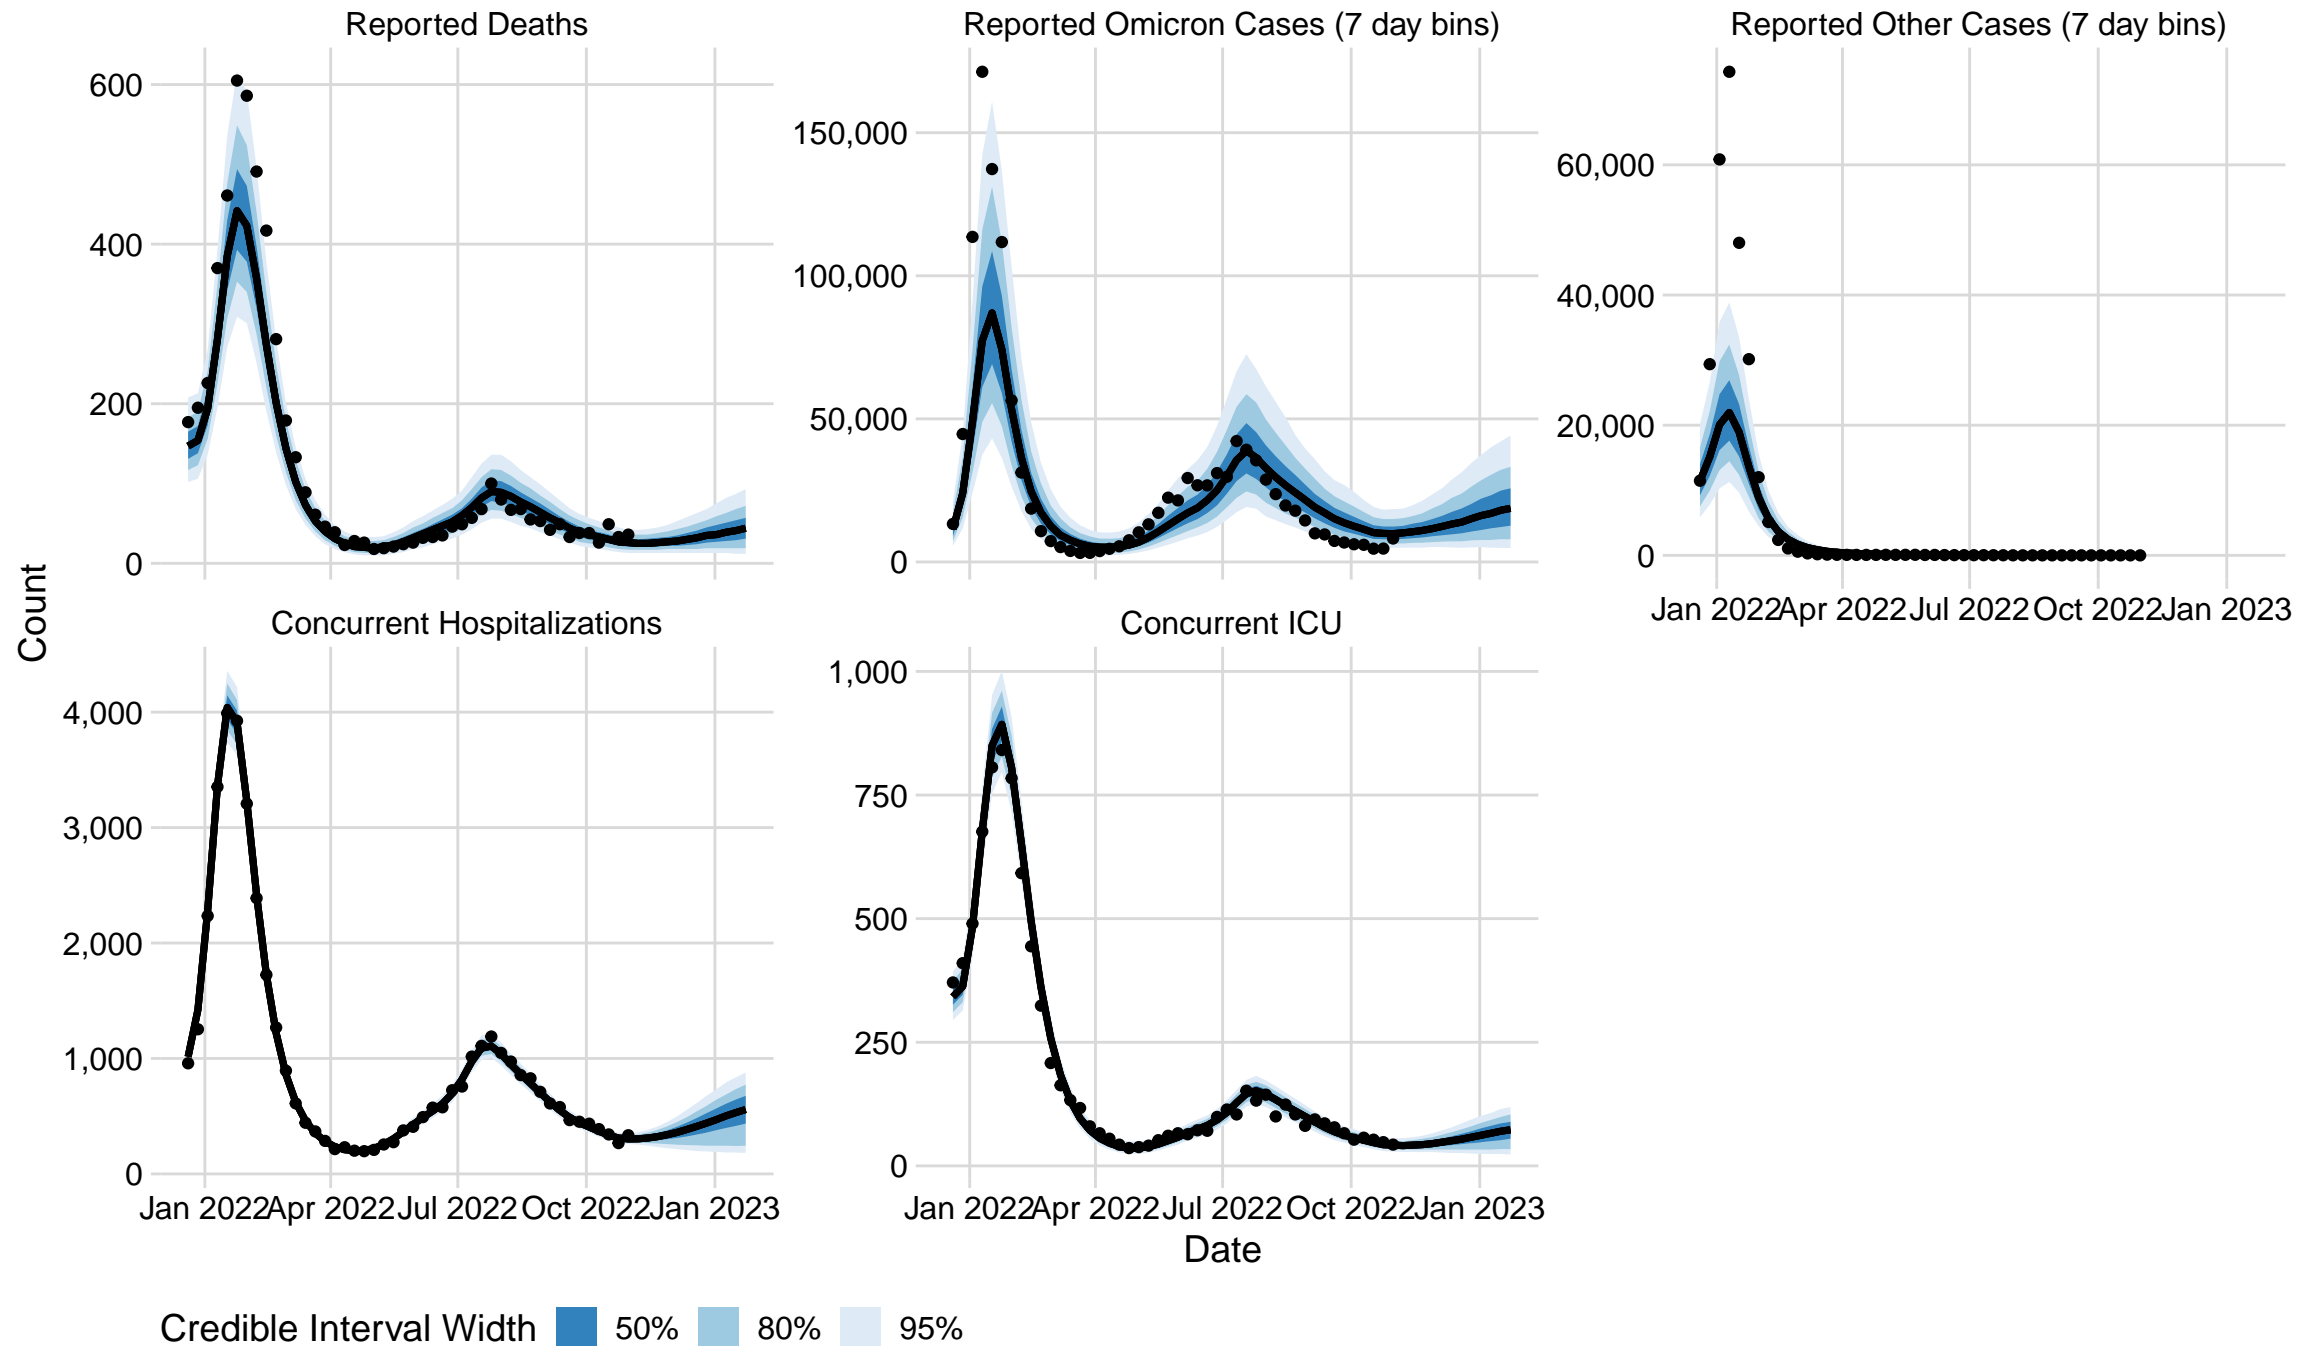 Reported Deaths
Reported Omicron Cases (7 day bins)
Reported Other Cases (7 day bins)
600
400
200
0
150,000
100,000
50,000
0
60,000
40,000
20,000
0
Jan 2022 Apr 2022 Jul 2022 Oct 2022 Jan 2023
Count
Concurrent Hospitalizations
Concurrent ICU
4,000
3,000
2,000
1,000
0
1,000
750
500
250
0
Jan 2022 Apr 2022 Jul 2022 Oct 2022 Jan 2023
Jan 2022 Apr 2022 Jul 2022 Oct 2022 Jan 2023
Date
Credible Interval Width 50% 80% 95%